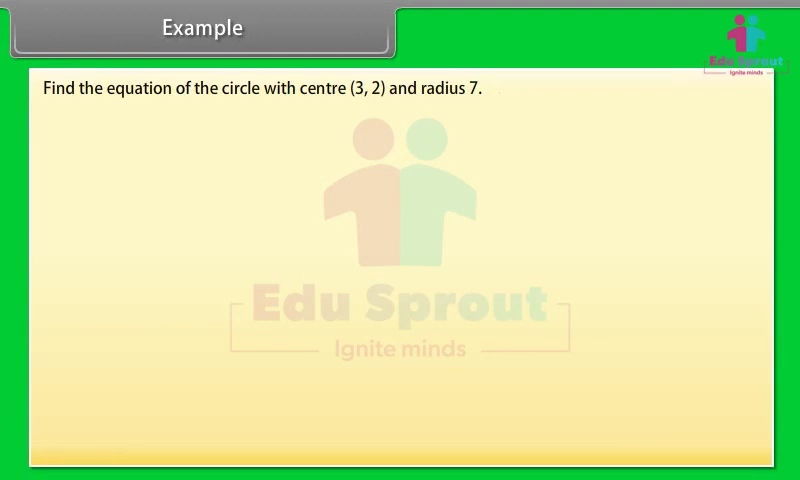 Example
Edu Sprout
Ignite minds
Find the equation of the circle with centre (3, 2) and radius 7.
Edu Sprout
Ignite minds